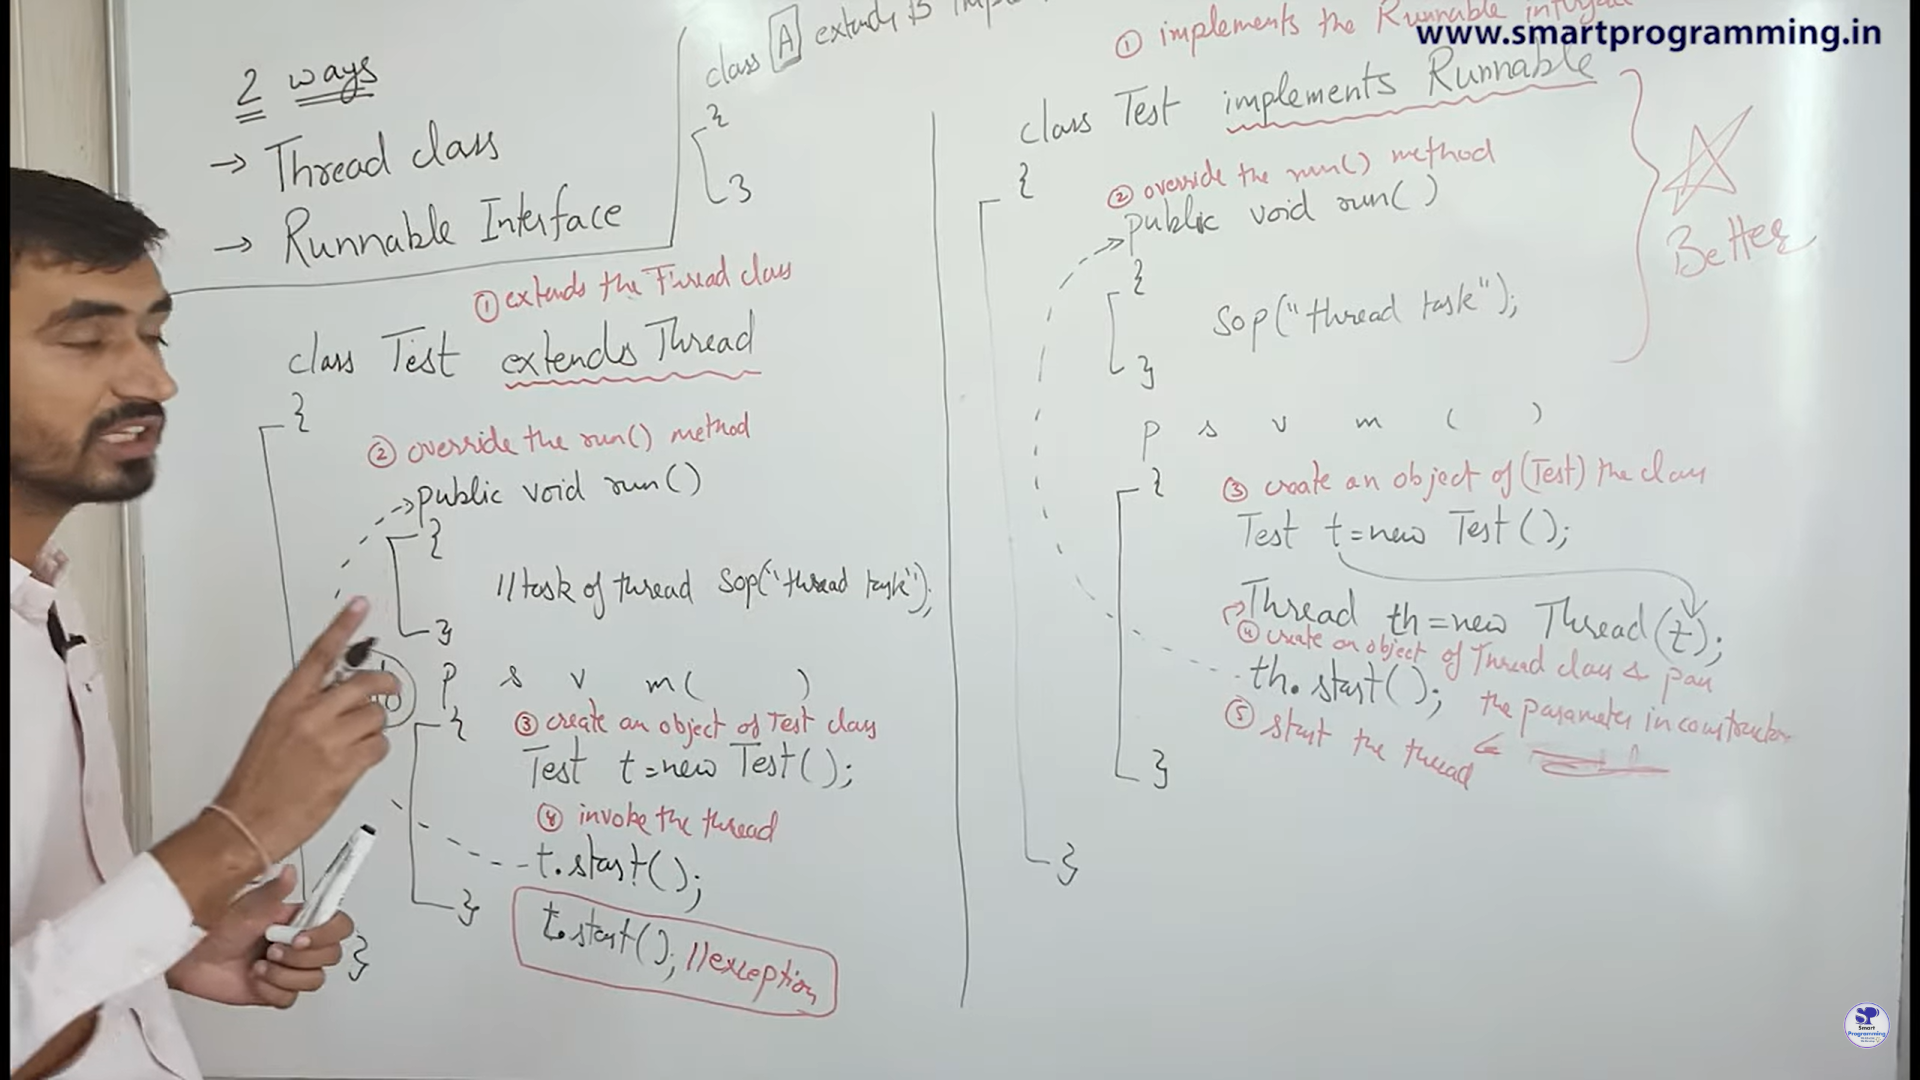 www.smartprogramming.in
2 ways
→ Thread class
→ Runnable Interface
class A extends B
{
}
① extends the Thread class
class Test extends Thread
{
② override the run() method
public void run()
{
//task of thread Sop("thread task");
}
p s v m( )
{
③ create an object of Test class
Test t=new Test();
④ invoke the thread
t.start();
t.start(); //exception
}
}
① implements the Runnable
class Test implements Runnable
{
② override the run() method
public void run()
{
Sop("thread task");
}
p s v m ( )
{
③ create an object of (Test) the class
Test t=new Test();
Thread th=new Thread(t);
④ create an object of Thread class & pass
the parameter in constructor
th.start();
⑤ start the thread
}
}
Better
SP
Smart
Programming